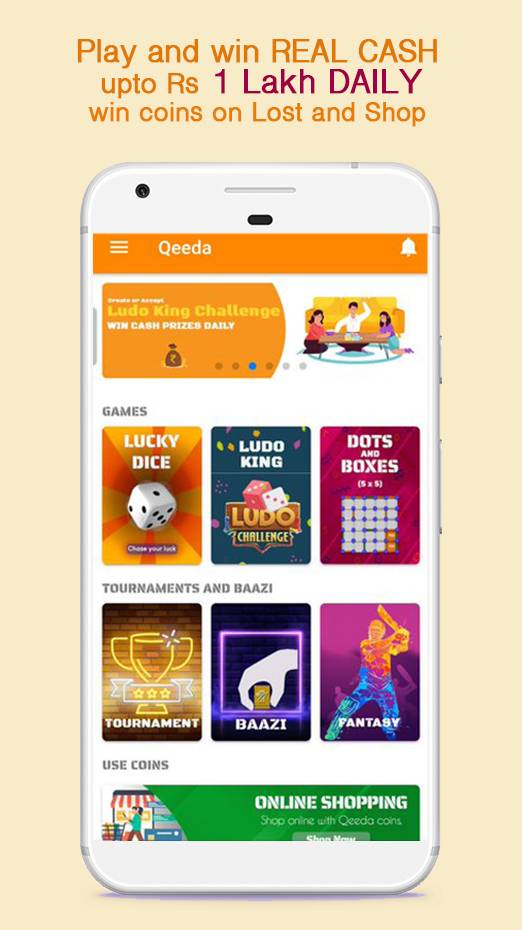 Play and win REAL CASH
upto Rs 1 Lakh DAILY
win coins on Lost and Shop
Qeeda
Create or Accept
Ludo King Challenge
WIN CASH PRIZES DAILY
GAMES
LUCKY
DICE
Chase your luck
LUDO
KING
LUDO
CHALLENGE
DOTS
AND
BOXES
(5 x 5)
TOURNAMENTS AND BAAZI
TOURNAMENT
BAAZI
FANTASY
USE COINS
ONLINE SHOPPING
Shop online with Qeeda coins.
Shop Now